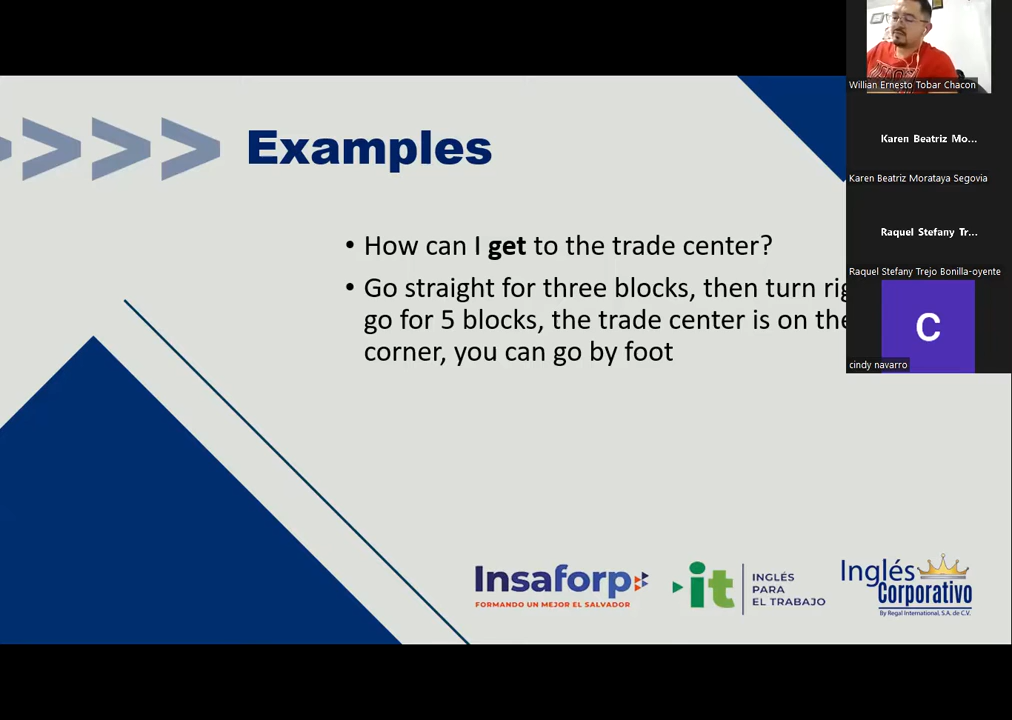 Examples
• How can I get to the trade center?
• Go straight for three blocks, then turn
go for 5 blocks, the trade center is on
corner, you can go by foot
Willian Ernesto Tobar Chacon
Karen Beatriz Mo...
Karen Beatriz Morataya Segovia
Raquel Stefany Tr...
Raquel Stefany Trejo Bonilla-oyente
C
cindy navarro
Insaforp
FORMANDO UN MEJOR EL SALVADOR
it
INGLÉS
PARA
EL TRABAJO
Inglés
Corporativo
By Regal International, S.A. de C.V.